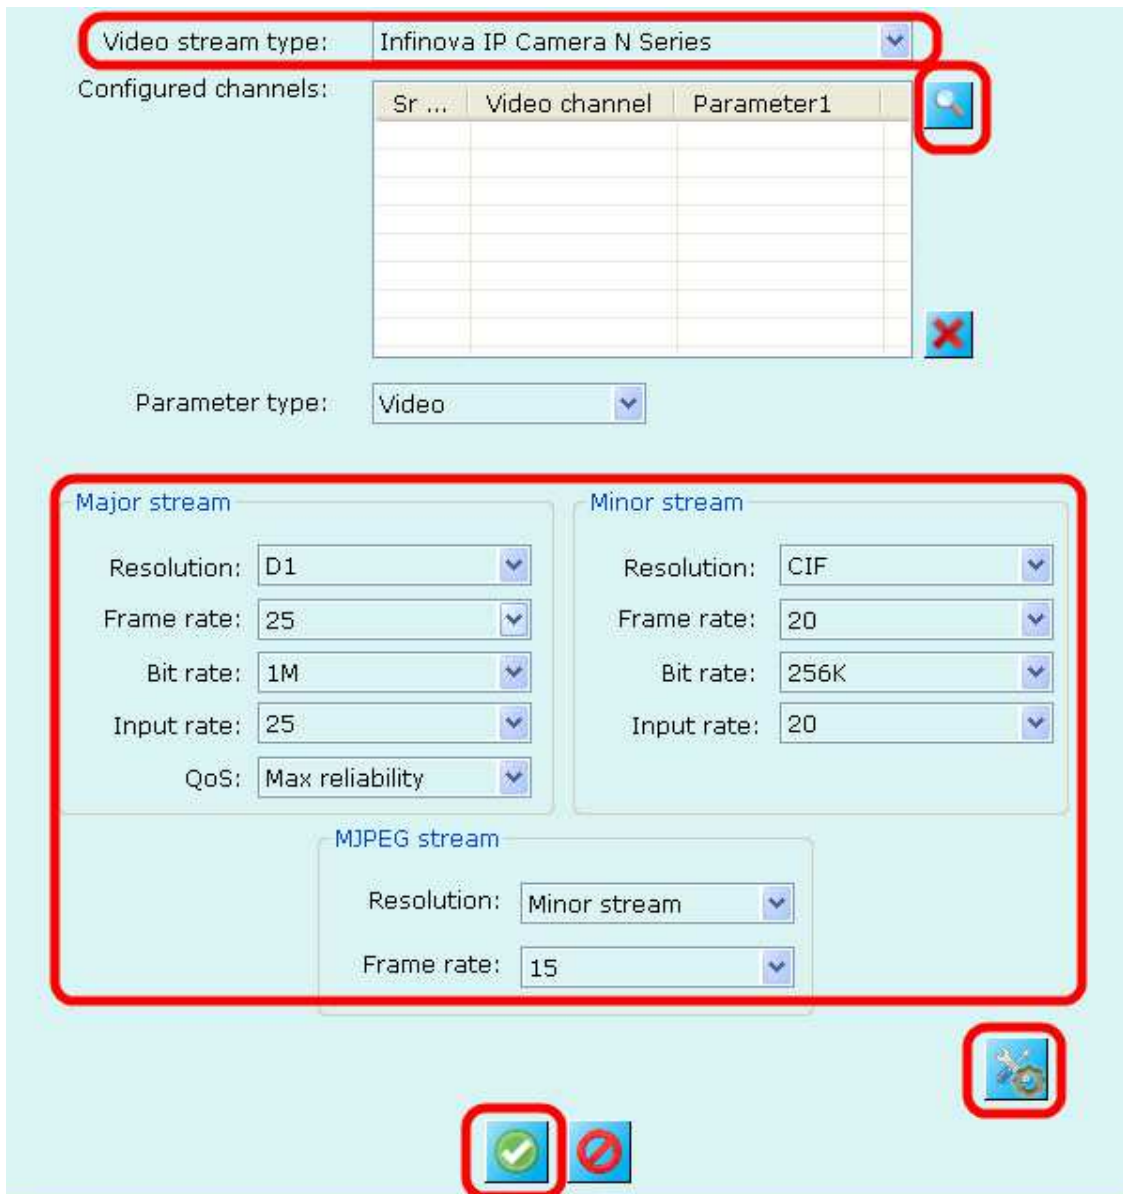 Video stream type: Infinova IP Camera N Series
Configured channels:
Sr ... Video channel Parameter1
Parameter type: Video
Major stream
Resolution: D1
Frame rate: 25
Bit rate: 1M
Input rate: 25
QoS: Max reliability
Minor stream
Resolution: CIF
Frame rate: 20
Bit rate: 256K
Input rate: 20
MJPEG stream
Resolution: Minor stream
Frame rate: 15